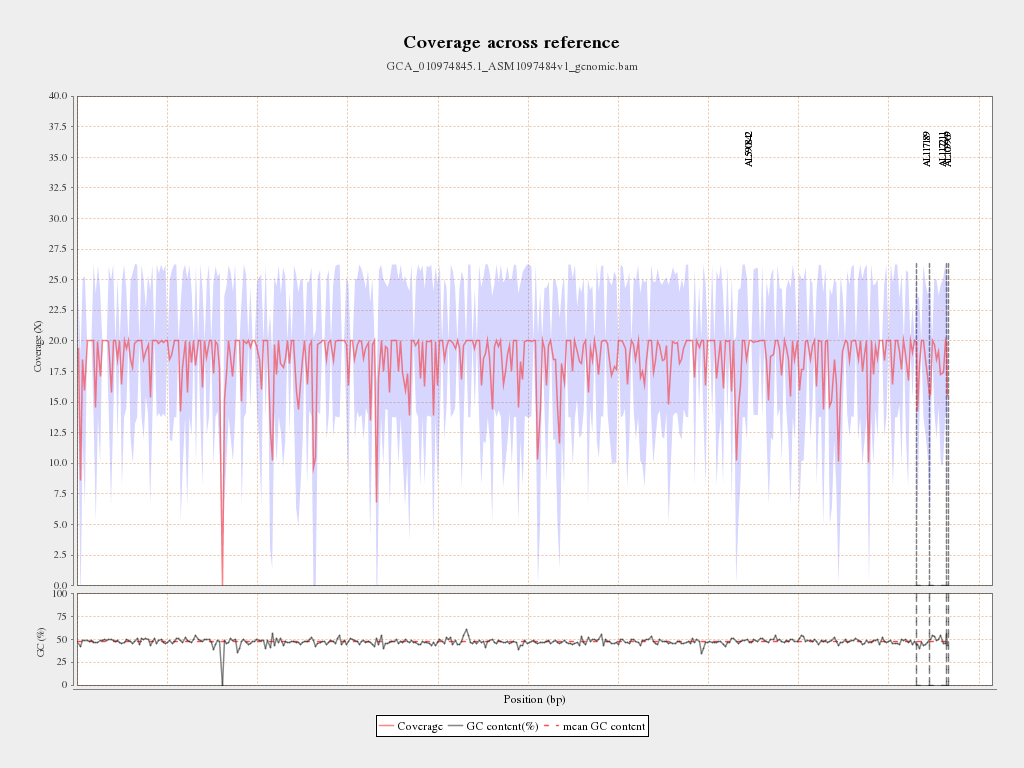 Coverage across reference
GCA_010974845.1_ASM1097484v1_genomic.bam
40.0
37.5
35.0
32.5
30.0
27.5
25.0
22.5
20.0
17.5
15.0
12.5
10.0
7.5
5.0
2.5
0.0
Coverage (X)
AL590842
AL117189
AL117211
AL109969
100
75
50
25
0
GC (%)
Position (bp)
Coverage GC content(%) mean GC content